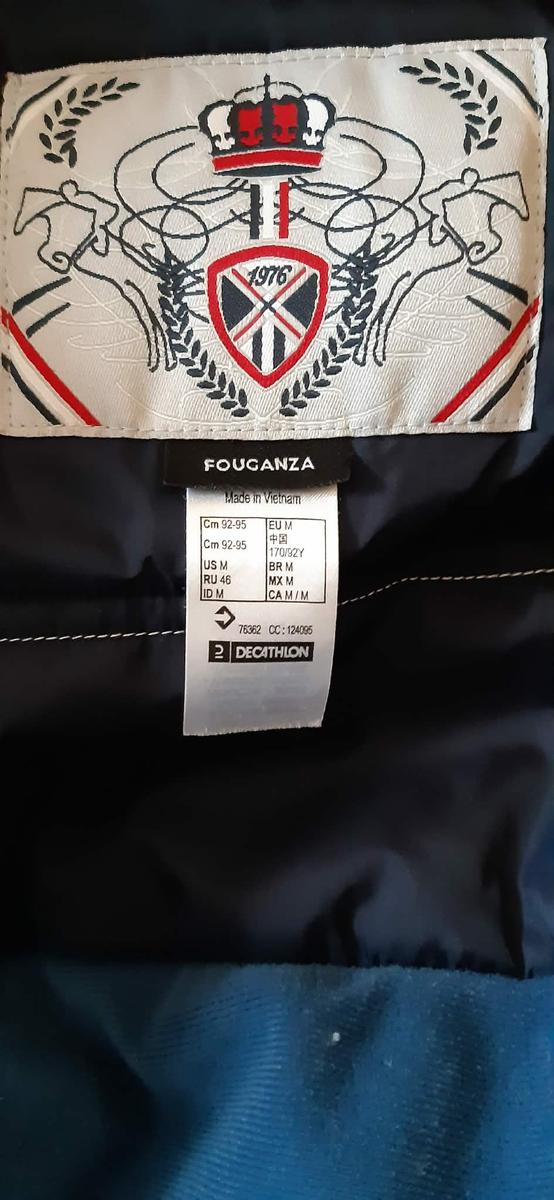 1976
FOUGANZA
Made in Vietnam
Cm 92-95 EU M
Cm 92-95 中国 170/92Y
US M BR M
RU 46 MX M
ID M CA M / M
76362 CC : 124095
DECATHLON